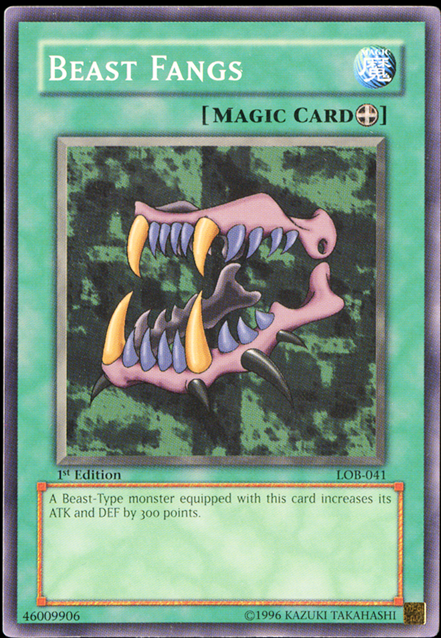 BEAST FANGS
MAGIC
魔
[MAGIC CARD]
1st Edition
LOB-041
A Beast-Type monster equipped with this card increases its
ATK and DEF by 300 points.
46009906
©1996 KAZUKI TAKAHASHI